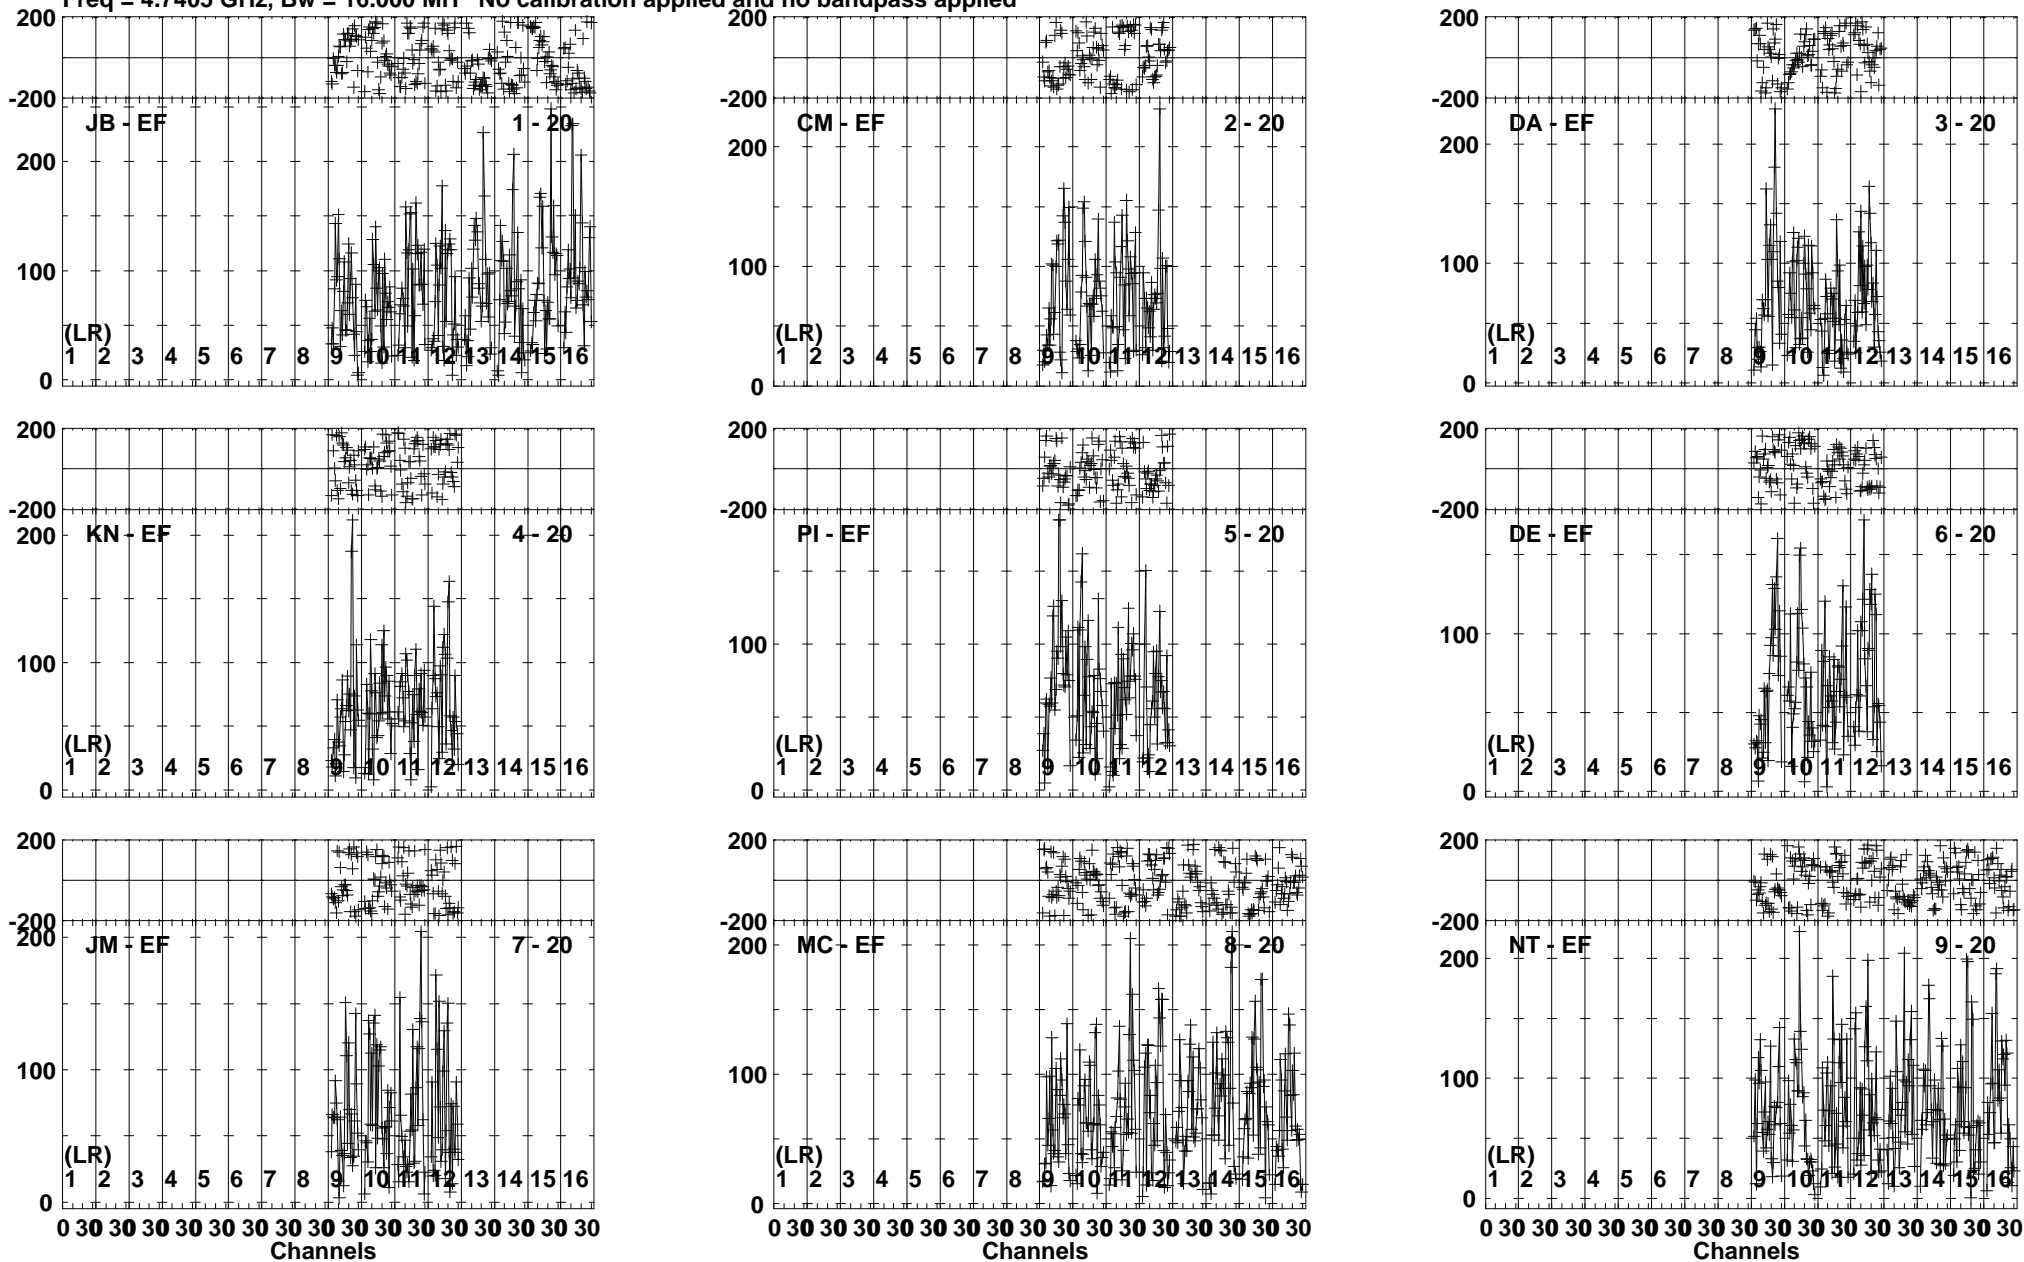 Freq = 4.7405 GHz, Bw = 16.000 MH No calibration applied and no bandpass applied
200 200 200
-200 -200 -200
JB - EF 1 - 20 CM - EF 2 - 20 DA - EF 3 - 20
200 200 200
100 100 100
(LR) (LR) (LR)
1 2 3 4 5 6 7 8 9 10 11 12 13 14 15 16 1 2 3 4 5 6 7 8 9 10 11 12 13 14 15 16 1 2 3 4 5 6 7 8 9 10 11 12 13 14 15 16
0 0 0
200 200 200
-200 -200 -200
KN - EF 4 - 20 PI - EF 5 - 20 DE - EF 6 - 20
200
100 100 100
(LR) (LR) (LR)
1 2 3 4 5 6 7 8 9 10 11 12 13 14 15 16 1 2 3 4 5 6 7 8 9 10 11 12 13 14 15 16 1 2 3 4 5 6 7 8 9 10 11 12 13 14 15 16
0 0 0
200 200 200
-200 -200 -200
JM - EF 7 - 20 MC - EF 8 - 20 NT - EF 9 - 20
200 200 200
100 100 100
(LR) (LR) (LR)
1 2 3 4 5 6 7 8 9 10 11 12 13 14 15 16 1 2 3 4 5 6 7 8 9 10 11 12 13 14 15 16 1 2 3 4 5 6 7 8 9 10 11 12 13 14 15 16
0 0 0
0 30 30 30 30 30 30 30 30 30 30 30 30 30 30 30 30 0 30 30 30 30 30 30 30 30 30 30 30 30 30 30 30 30 0 30 30 30 30 30 30 30 30 30 30 30 30 30 30 30 30
Channels Channels Channels